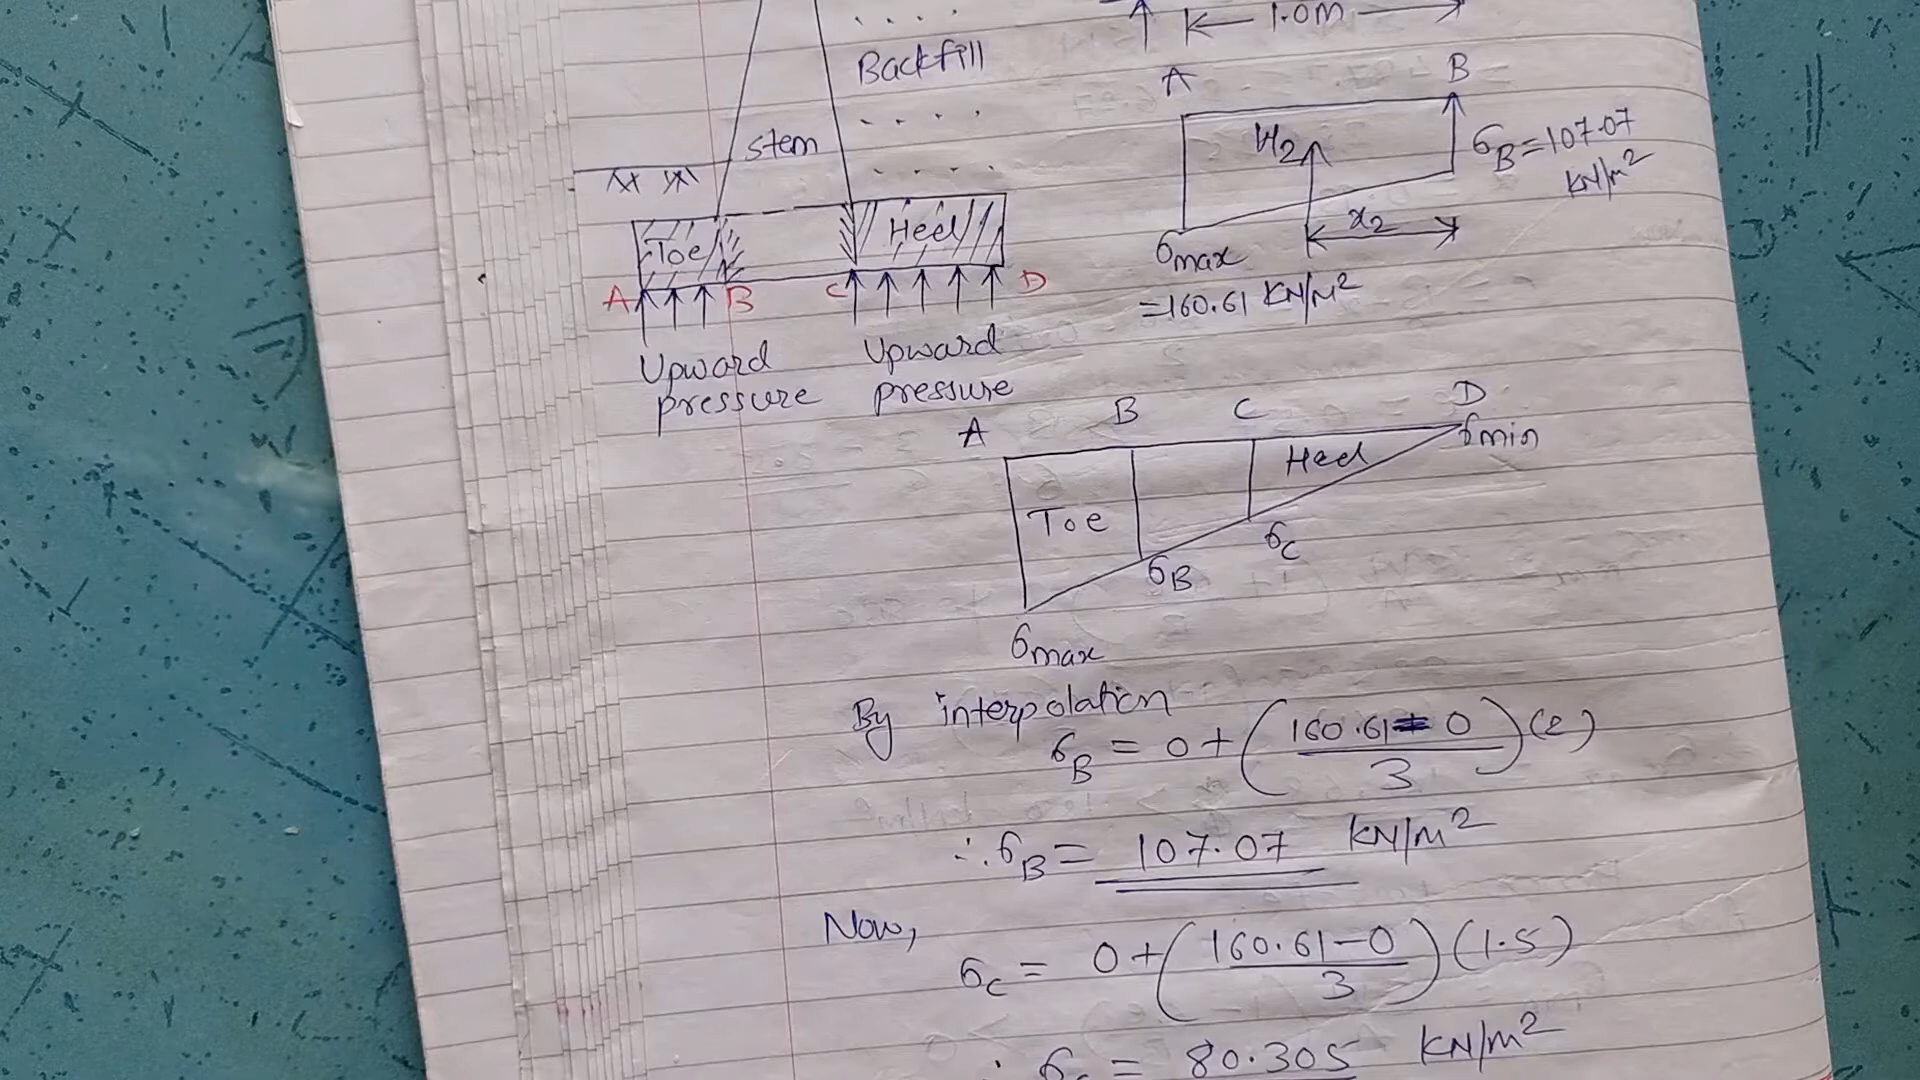 1.0m
Backfill
A
B
stem
W2
σB=107.07
kN/m2
Toe
Heel
x2
σmax
=160.61 KN/M2
A
B
C
D
Upward
pressure
Upward
pressure
A
B
C
D
σmin
Toe
Heel
σB
σC
σmax
By interpolation
σB = 0+(160.61-0/3)(2)
∴σB= 107.07 kN/m2
Now,
σC = 0+(160.61-0/3)(1.5)
∴ σC = 80.305 kN/m2